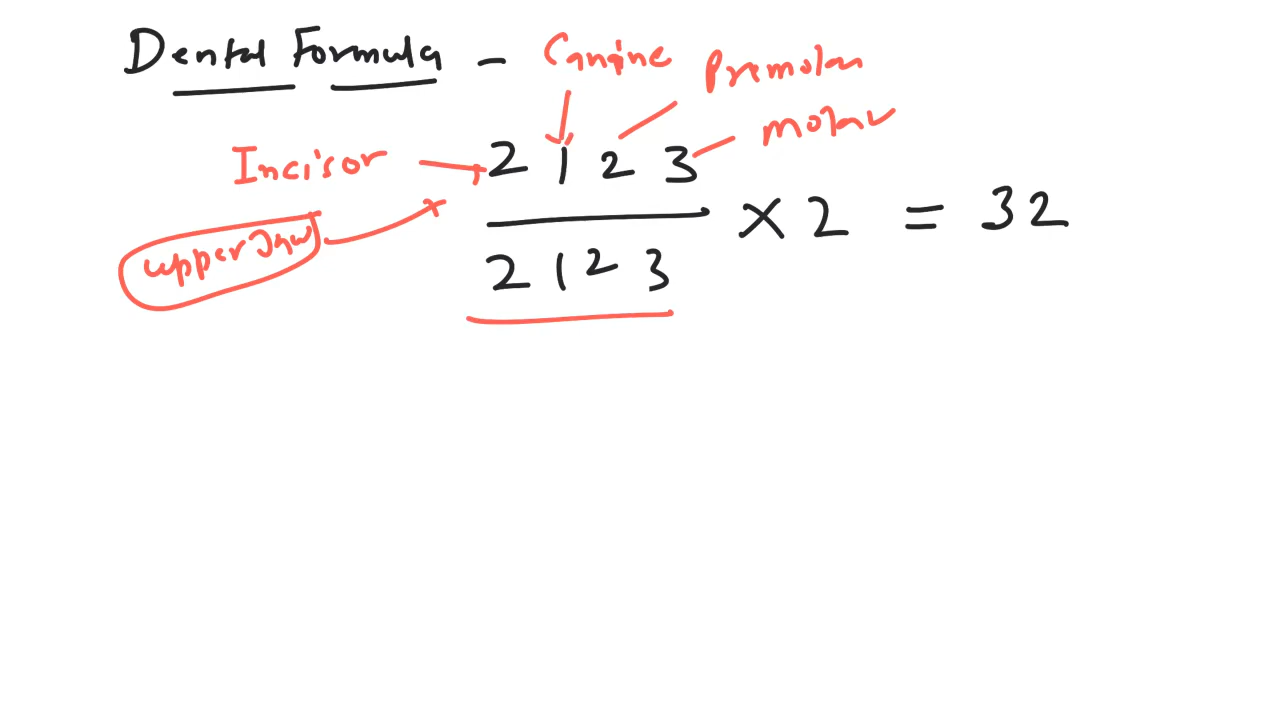 Dental Formula - Canine
Premolar
molar
Incisor
2 1 2 3
upper Jaw
× 2 = 32
2 1 2 3